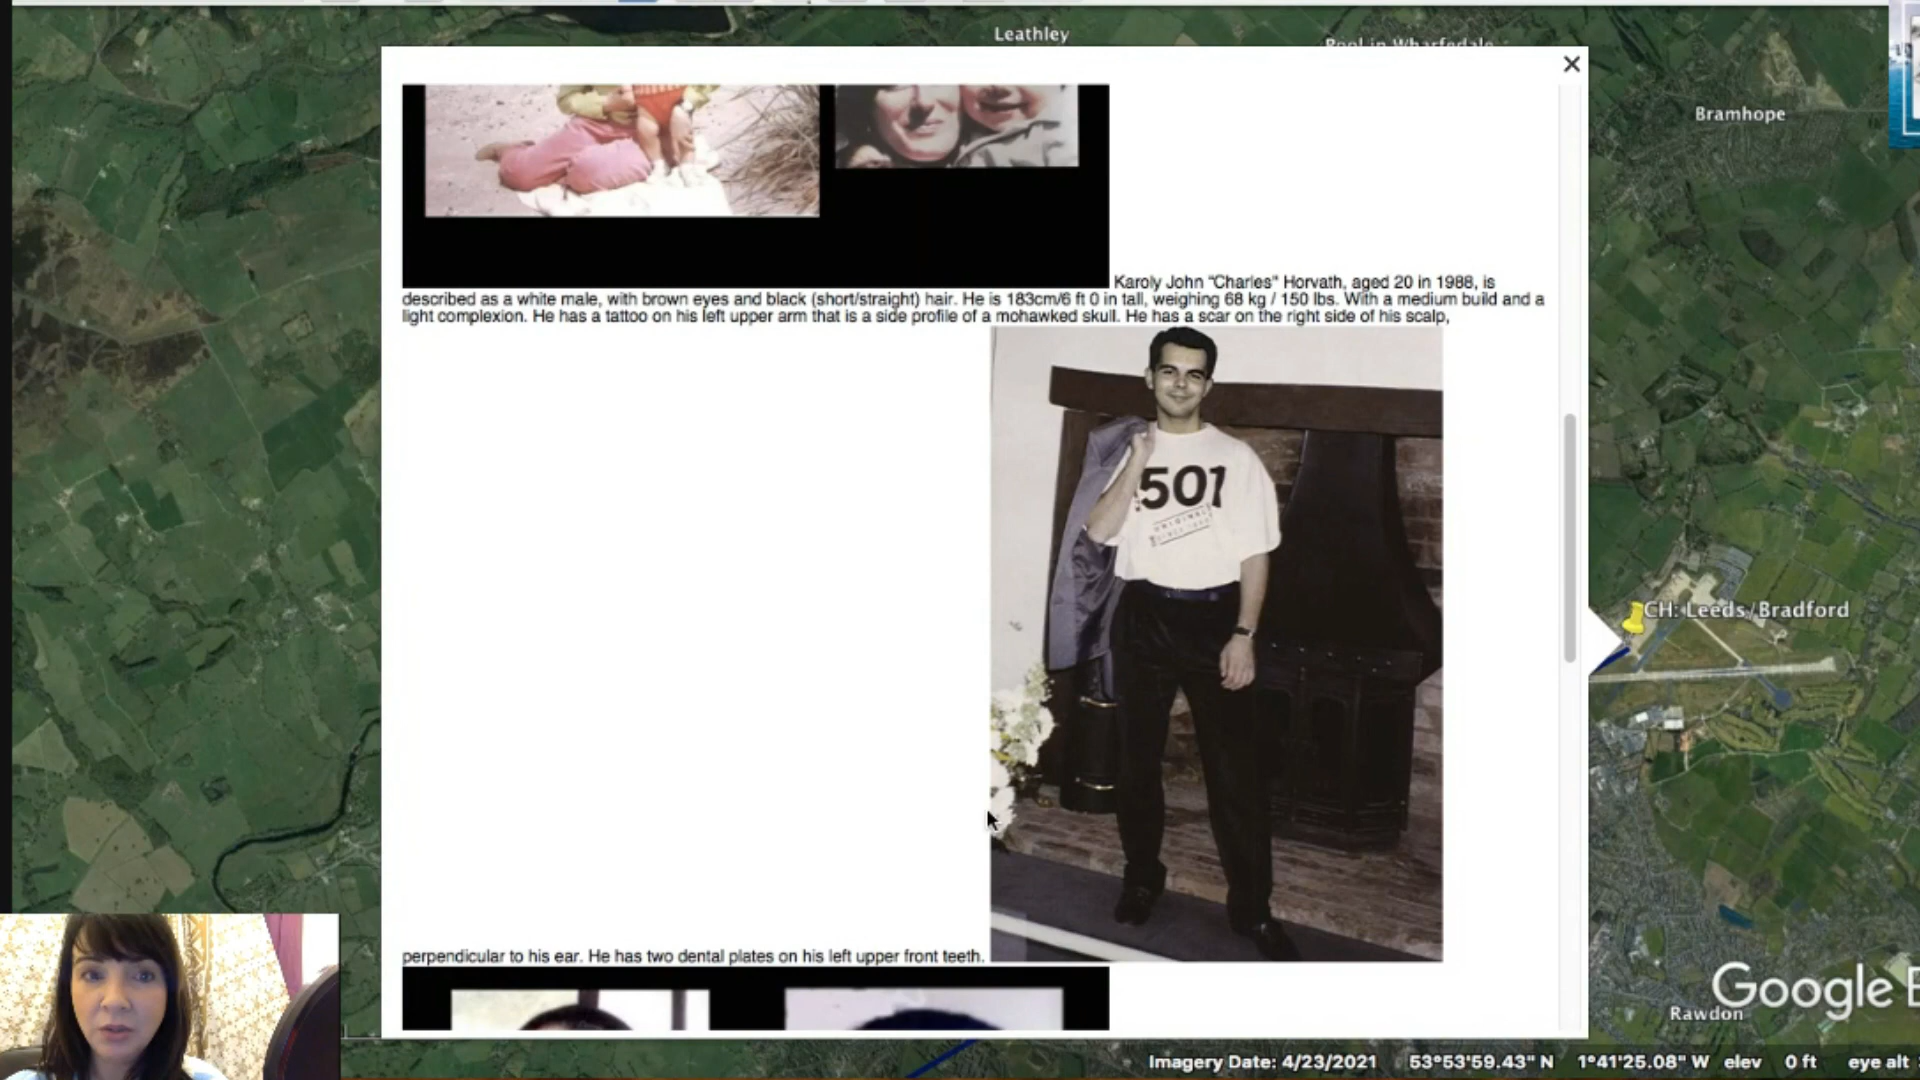 Leathley
Pool in Wharfedale
Bramhope
Karoly John "Charles" Horvath, aged 20 in 1988, is
described as a white male, with brown eyes and black (short/straight) hair. He is 183cm/6 ft 0 in tall, weighing 68 kg / 150 lbs. With a medium build and a
light complexion. He has a tattoo on his left upper arm that is a side profile of a mohawked skull. He has a scar on the right side of his scalp,
501
ORIGINAL
CH: Leeds/Bradford
perpendicular to his ear. He has two dental plates on his left upper front teeth.
Google E
Rawdon
Imagery Date: 4/23/2021 53°53'59.43" N 1°41'25.08" W elev 0 ft eye alt